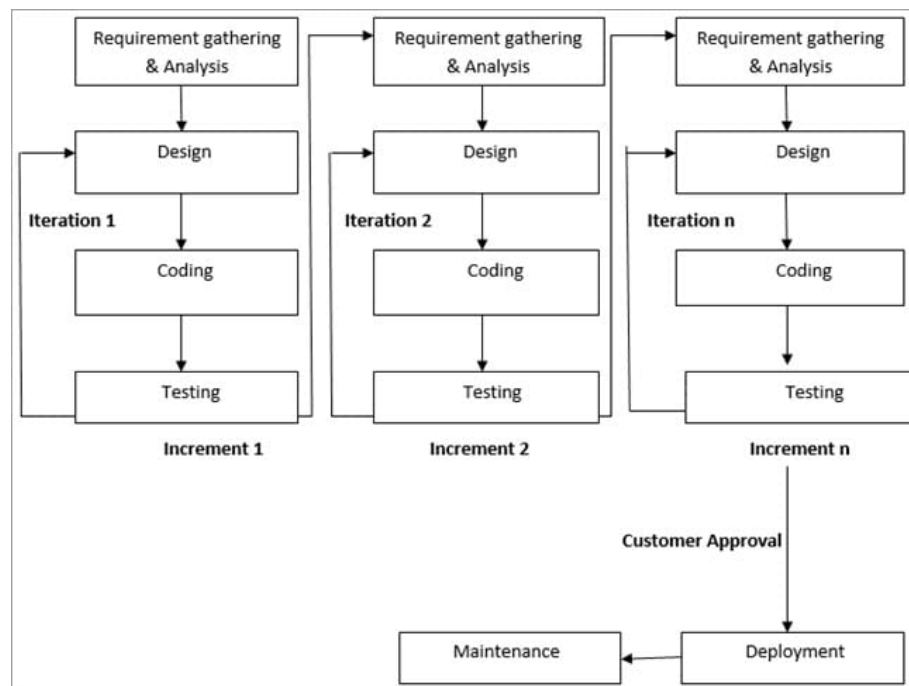 Requirement gathering
& Analysis
Design
Iteration 1
Coding
Testing
Increment 1
Requirement gathering
& Analysis
Design
Iteration 2
Coding
Testing
Increment 2
Requirement gathering
& Analysis
Design
Iteration n
Coding
Testing
Increment n
Customer Approval
Deployment
Maintenance